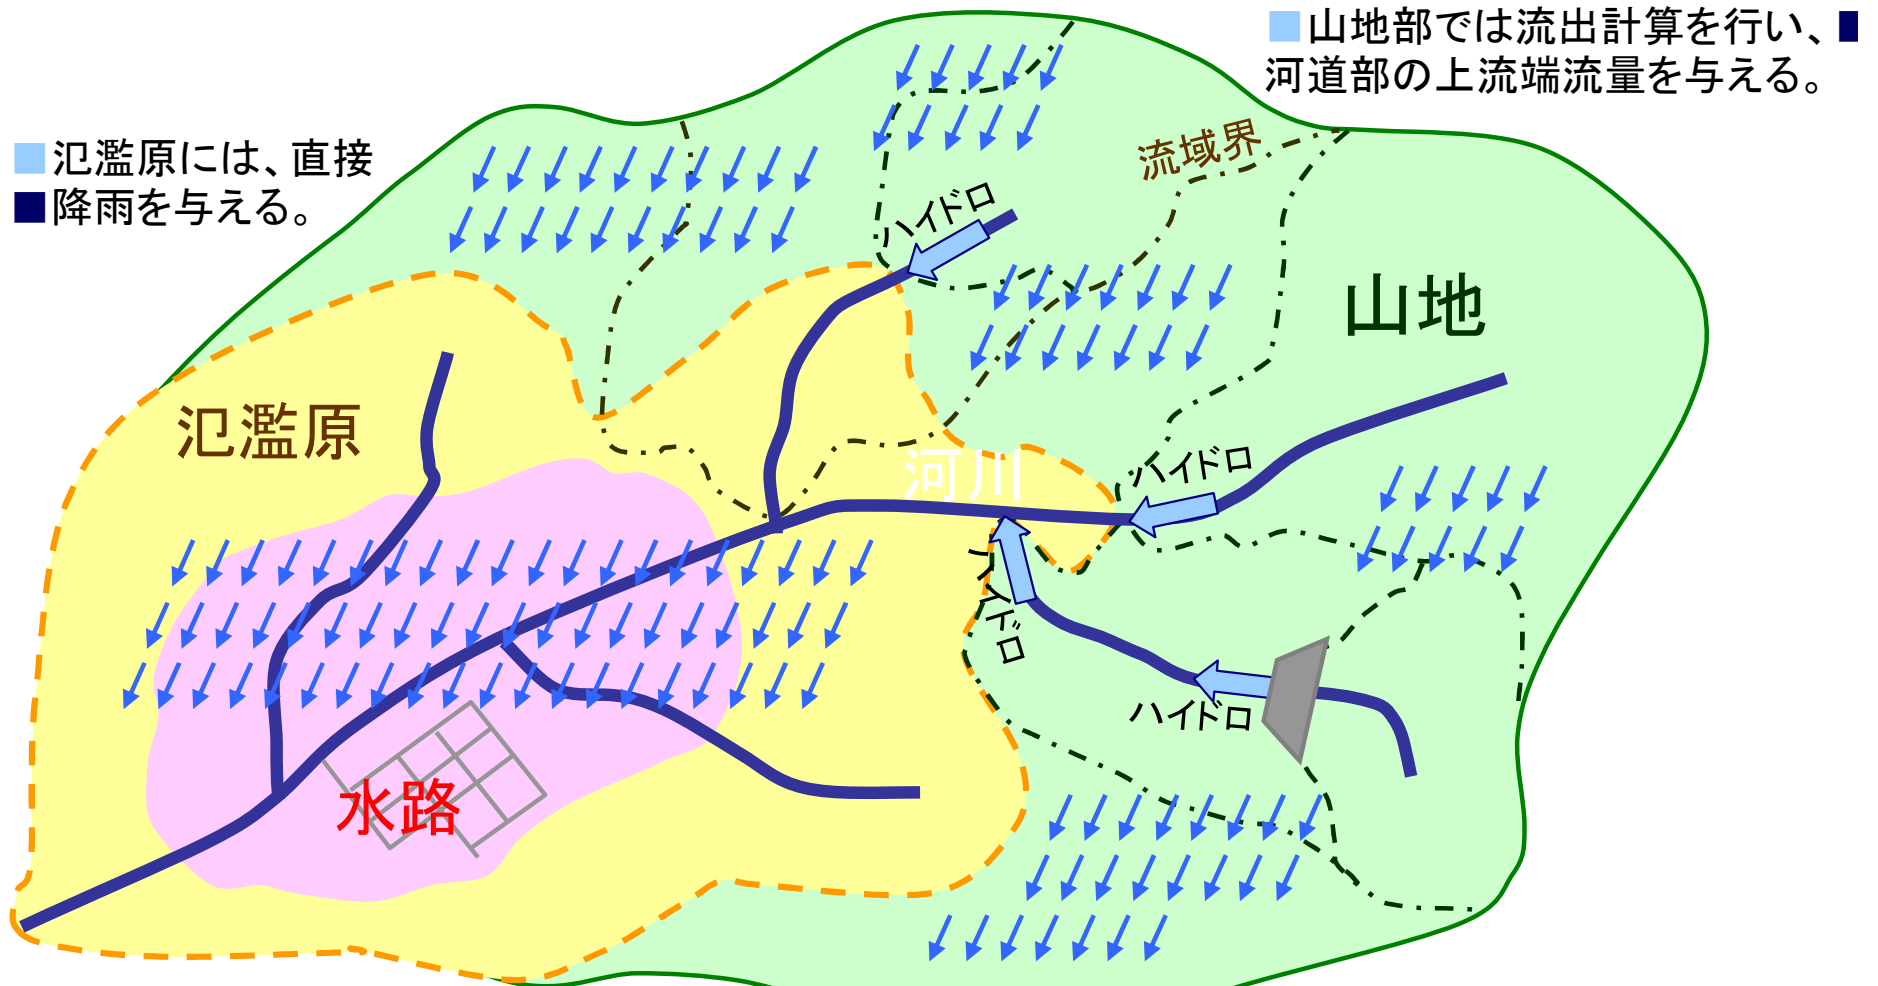 山地部では流出計算を行い、
河道部の上流端流量を与える。
氾濫原には、直接
降雨を与える。
流域界
ハイドロ
山地
氾濫原
河川
ハイドロ
ハイドロ
ハイドロ
水路